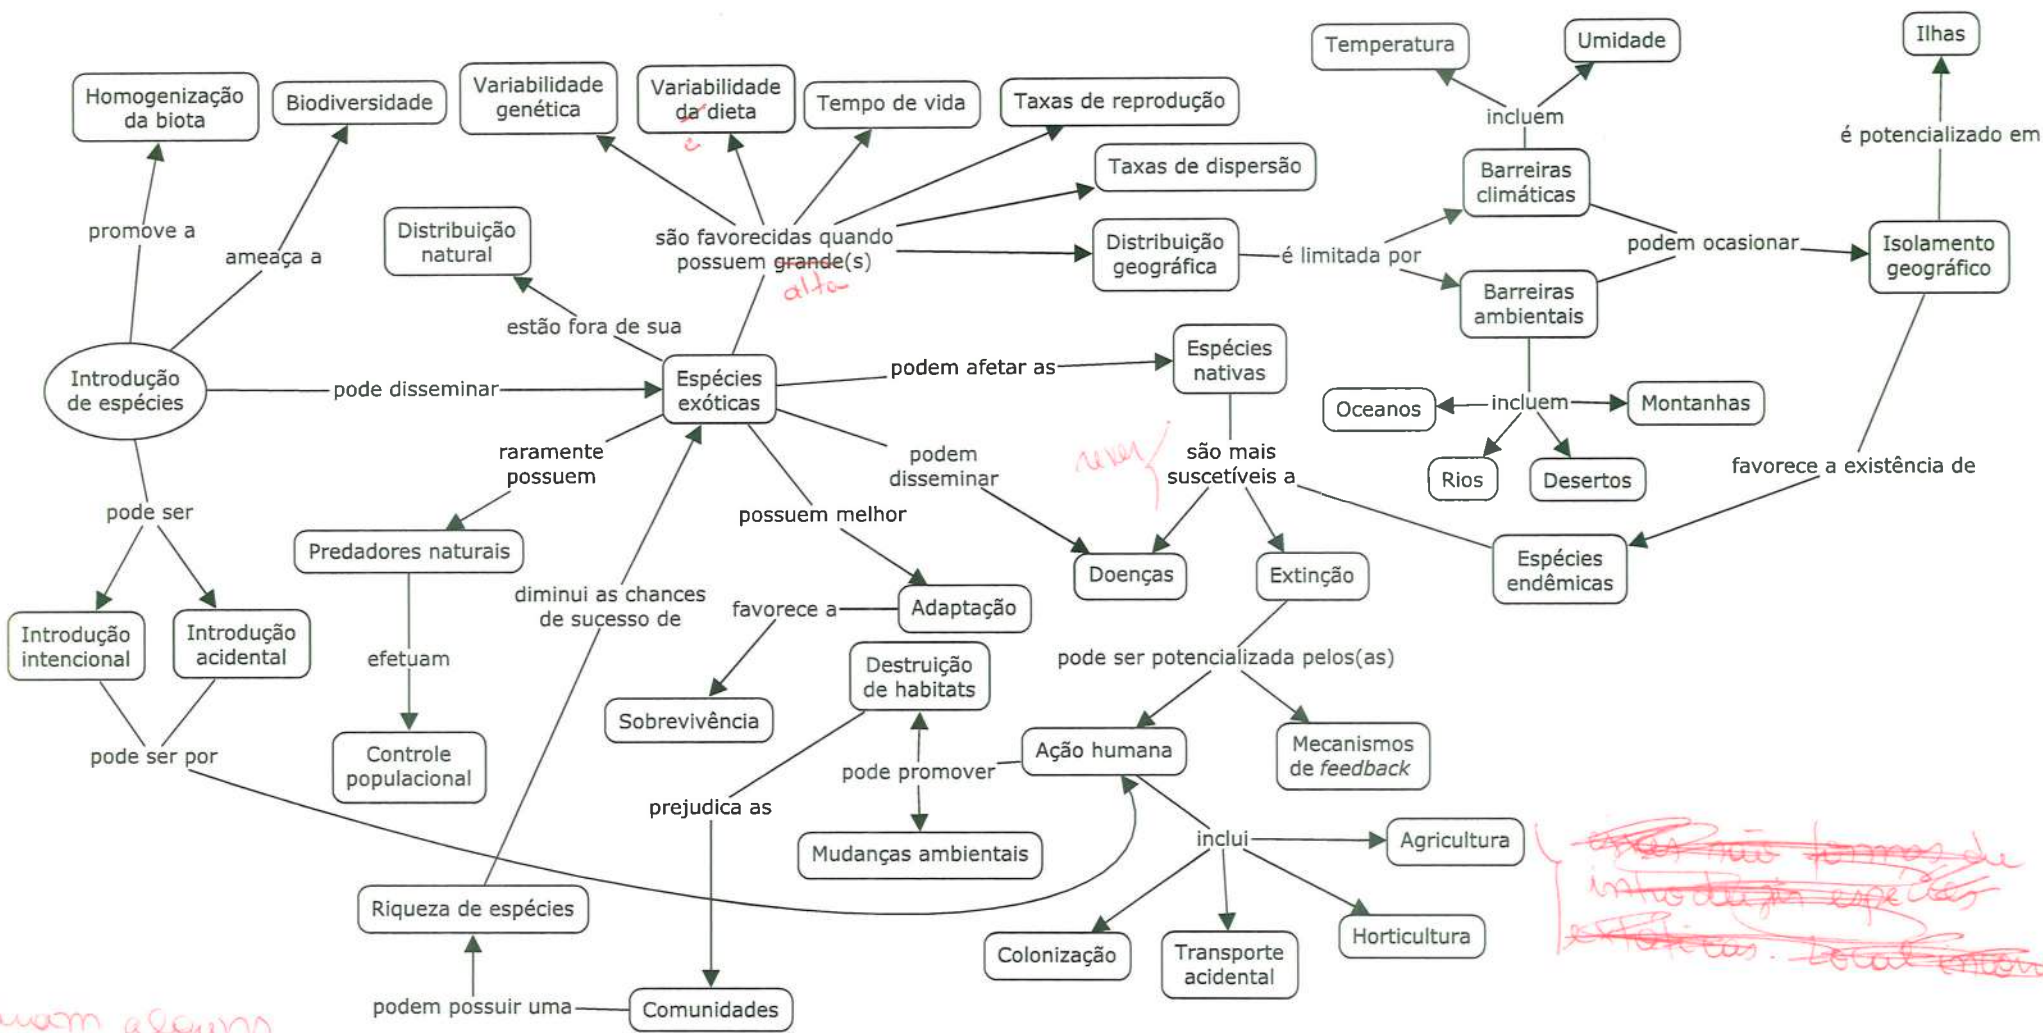 Ilhas
Temperatura
Umidade
Homogenização
da biota
Biodiversidade
Variabilidade
genética
Variabilidade
da dieta
Tempo de vida
Taxas de reprodução
incluem
é potencializado em
Taxas de dispersão
Barreiras
climáticas
promove a
ameaça a
Distribuição
natural
são favorecidas quando
possuem grande(s)
alta
Distribuição
geográfica
é limitada por
podem ocasionar
Isolamento
geográfico
Barreiras
ambientais
estão fora de sua
Introdução
de espécies
pode disseminar
Espécies
exóticas
podem afetar as
Espécies
nativas
Oceanos
incluem
Montanhas
Rios
Desertos
raramente
possuem
podem
disseminar
rever
são mais
suscetíveis a
favorece a existência de
pode ser
possuem melhor
Predadores naturais
Doenças
Extinção
Espécies
endêmicas
diminui as chances
de sucesso de
favorece a
Adaptação
Introdução
intencional
Introdução
acidental
efetuam
Destruição
de habitats
pode ser potencializada pelos(as)
Sobrevivência
pode ser por
Controle
populacional
pode promover
Ação humana
Mecanismos
de feedback
prejudica as
Mudanças ambientais
inclui
Agricultura
formas de
introduzir espécies
Riqueza de espécies
Colonização
Transporte
acidental
Horticultura
podem possuir uma
Comunidades
alguns